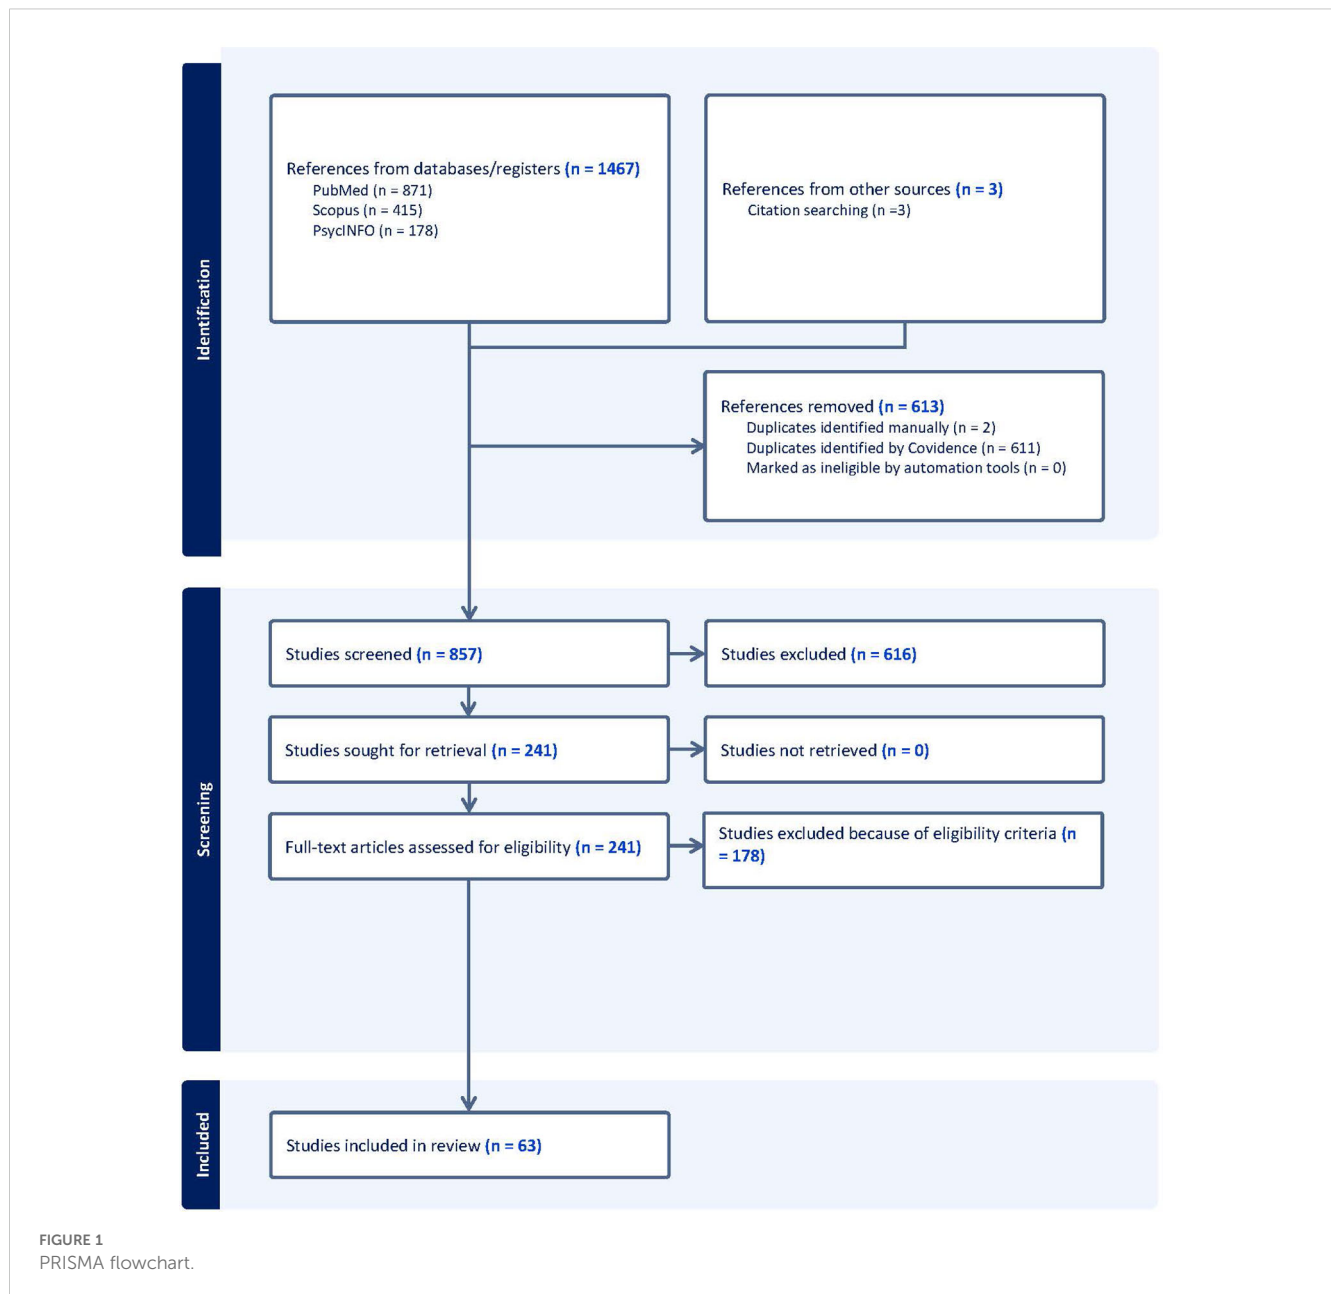 Identification
References from databases/registers (n = 1467)
PubMed (n = 871)
Scopus (n = 415)
PsycINFO (n = 178)
References from other sources (n = 3)
Citation searching (n =3)
References removed (n = 613)
Duplicates identified manually (n = 2)
Duplicates identified by Covidence (n = 611)
Marked as ineligible by automation tools (n = 0)
Screening
Studies screened (n = 857)
Studies excluded (n = 616)
Studies sought for retrieval (n = 241)
Studies not retrieved (n = 0)
Full-text articles assessed for eligibility (n = 241)
Studies excluded because of eligibility criteria (n
= 178)
Included
Studies included in review (n = 63)
FIGURE 1
PRISMA flowchart.